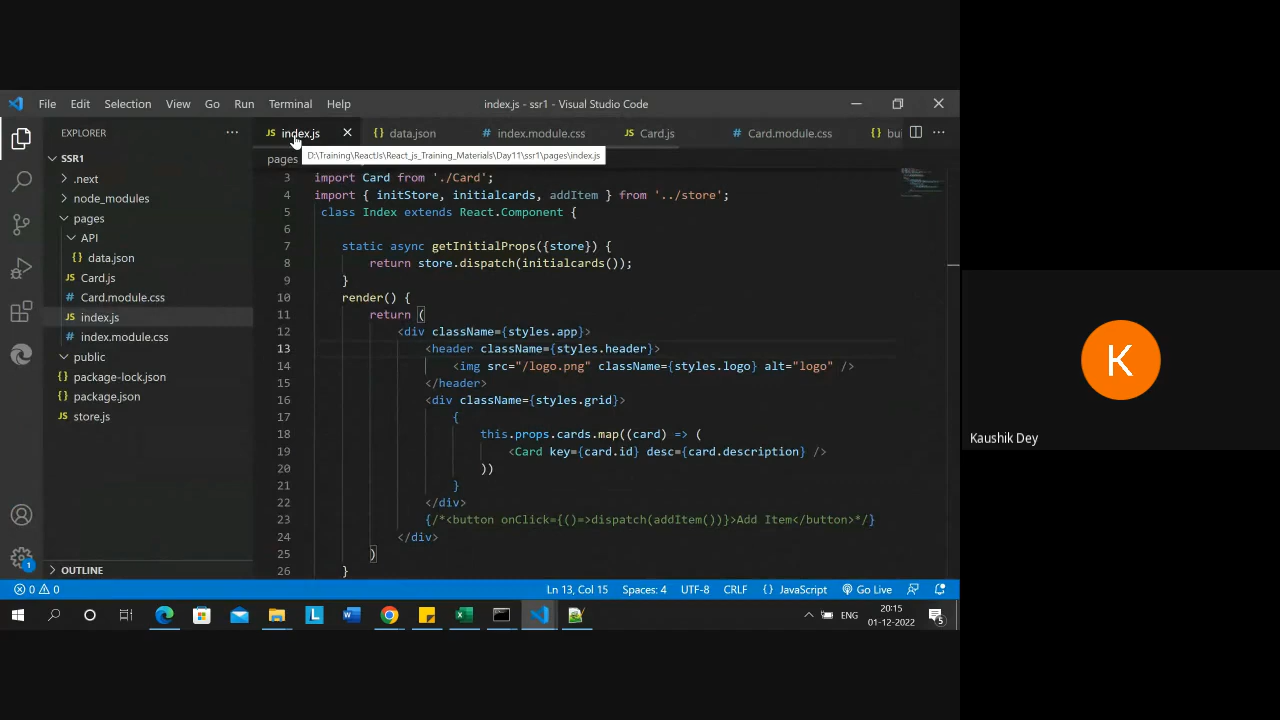 File Edit Selection View Go Run Terminal Help index.js - ssr1 - Visual Studio Code
EXPLORER
index.js
data.json
index.module.css
Card.js
Card.module.css
D:\Training\ReactJs\React_js_Training_Materials\Day11\ssr1\pages\index.js
pages
SSR1
.next
node_modules
pages
API
data.json
Card.js
Card.module.css
index.js
index.module.css
public
package-lock.json
package.json
store.js
OUTLINE
3 import Card from './Card';
4 import { initStore, initialcards, addItem } from '../store';
5 class Index extends React.Component {
6
7 static async getInitialProps({store}) {
8 return store.dispatch(initialcards());
9 }
10 render() {
11 return (
12 <div className={styles.app}>
13 <header className={styles.header}>
14 <img src="/logo.png" className={styles.logo} alt="logo" />
15 </header>
16 <div className={styles.grid}>
17 {
18 this.props.cards.map((card) => (
19 <Card key={card.id} desc={card.description} />
20 ))
21 }
22 </div>
23 {/*<button onClick={()=>dispatch(addItem())}>Add Item</button>*/}
24 </div>
25 )
26 }
0 0 Ln 13, Col 15 Spaces: 4 UTF-8 CRLF {} JavaScript Go Live
ENG
20:15
01-12-2022
5
1
K
Kaushik Dey